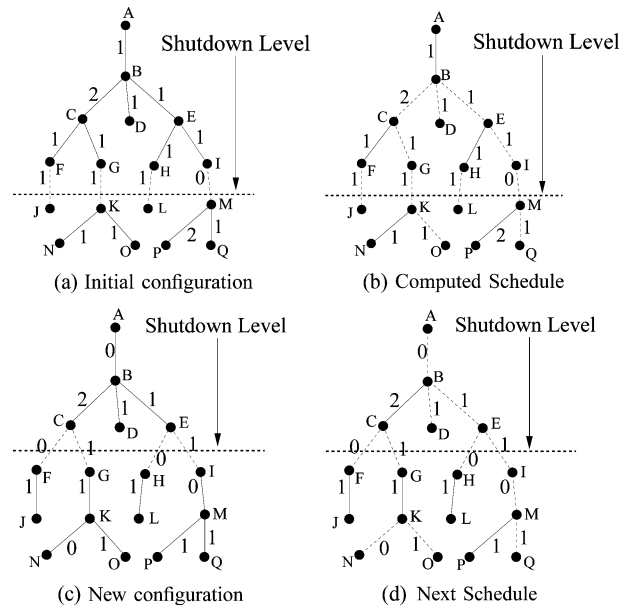 A
1
Shutdown Level
B
2 1 1
C D E
1 1 1 1
F G H I
1 1 1 0
J K L M
1 1 2 1
N O P Q
(a) Initial configuration
A
1
Shutdown Level
B
2 1 1
C D E
1 1 1 1
F G H I
1 1 1 0
J K L M
1 1 2 1
N O P Q
(b) Computed Schedule
A
Shutdown Level
0
B
2 1 1
C D E
0 1 0 1
F G H I
1 1 1 0
J K L M
0 1 1 1
N O P Q
(c) New configuration
A
Shutdown Level
0
B
2 1 1
C D E
0 1 0 1
F G H I
1 1 1 0
J K L M
0 1 1 1
N O P Q
(d) Next Schedule